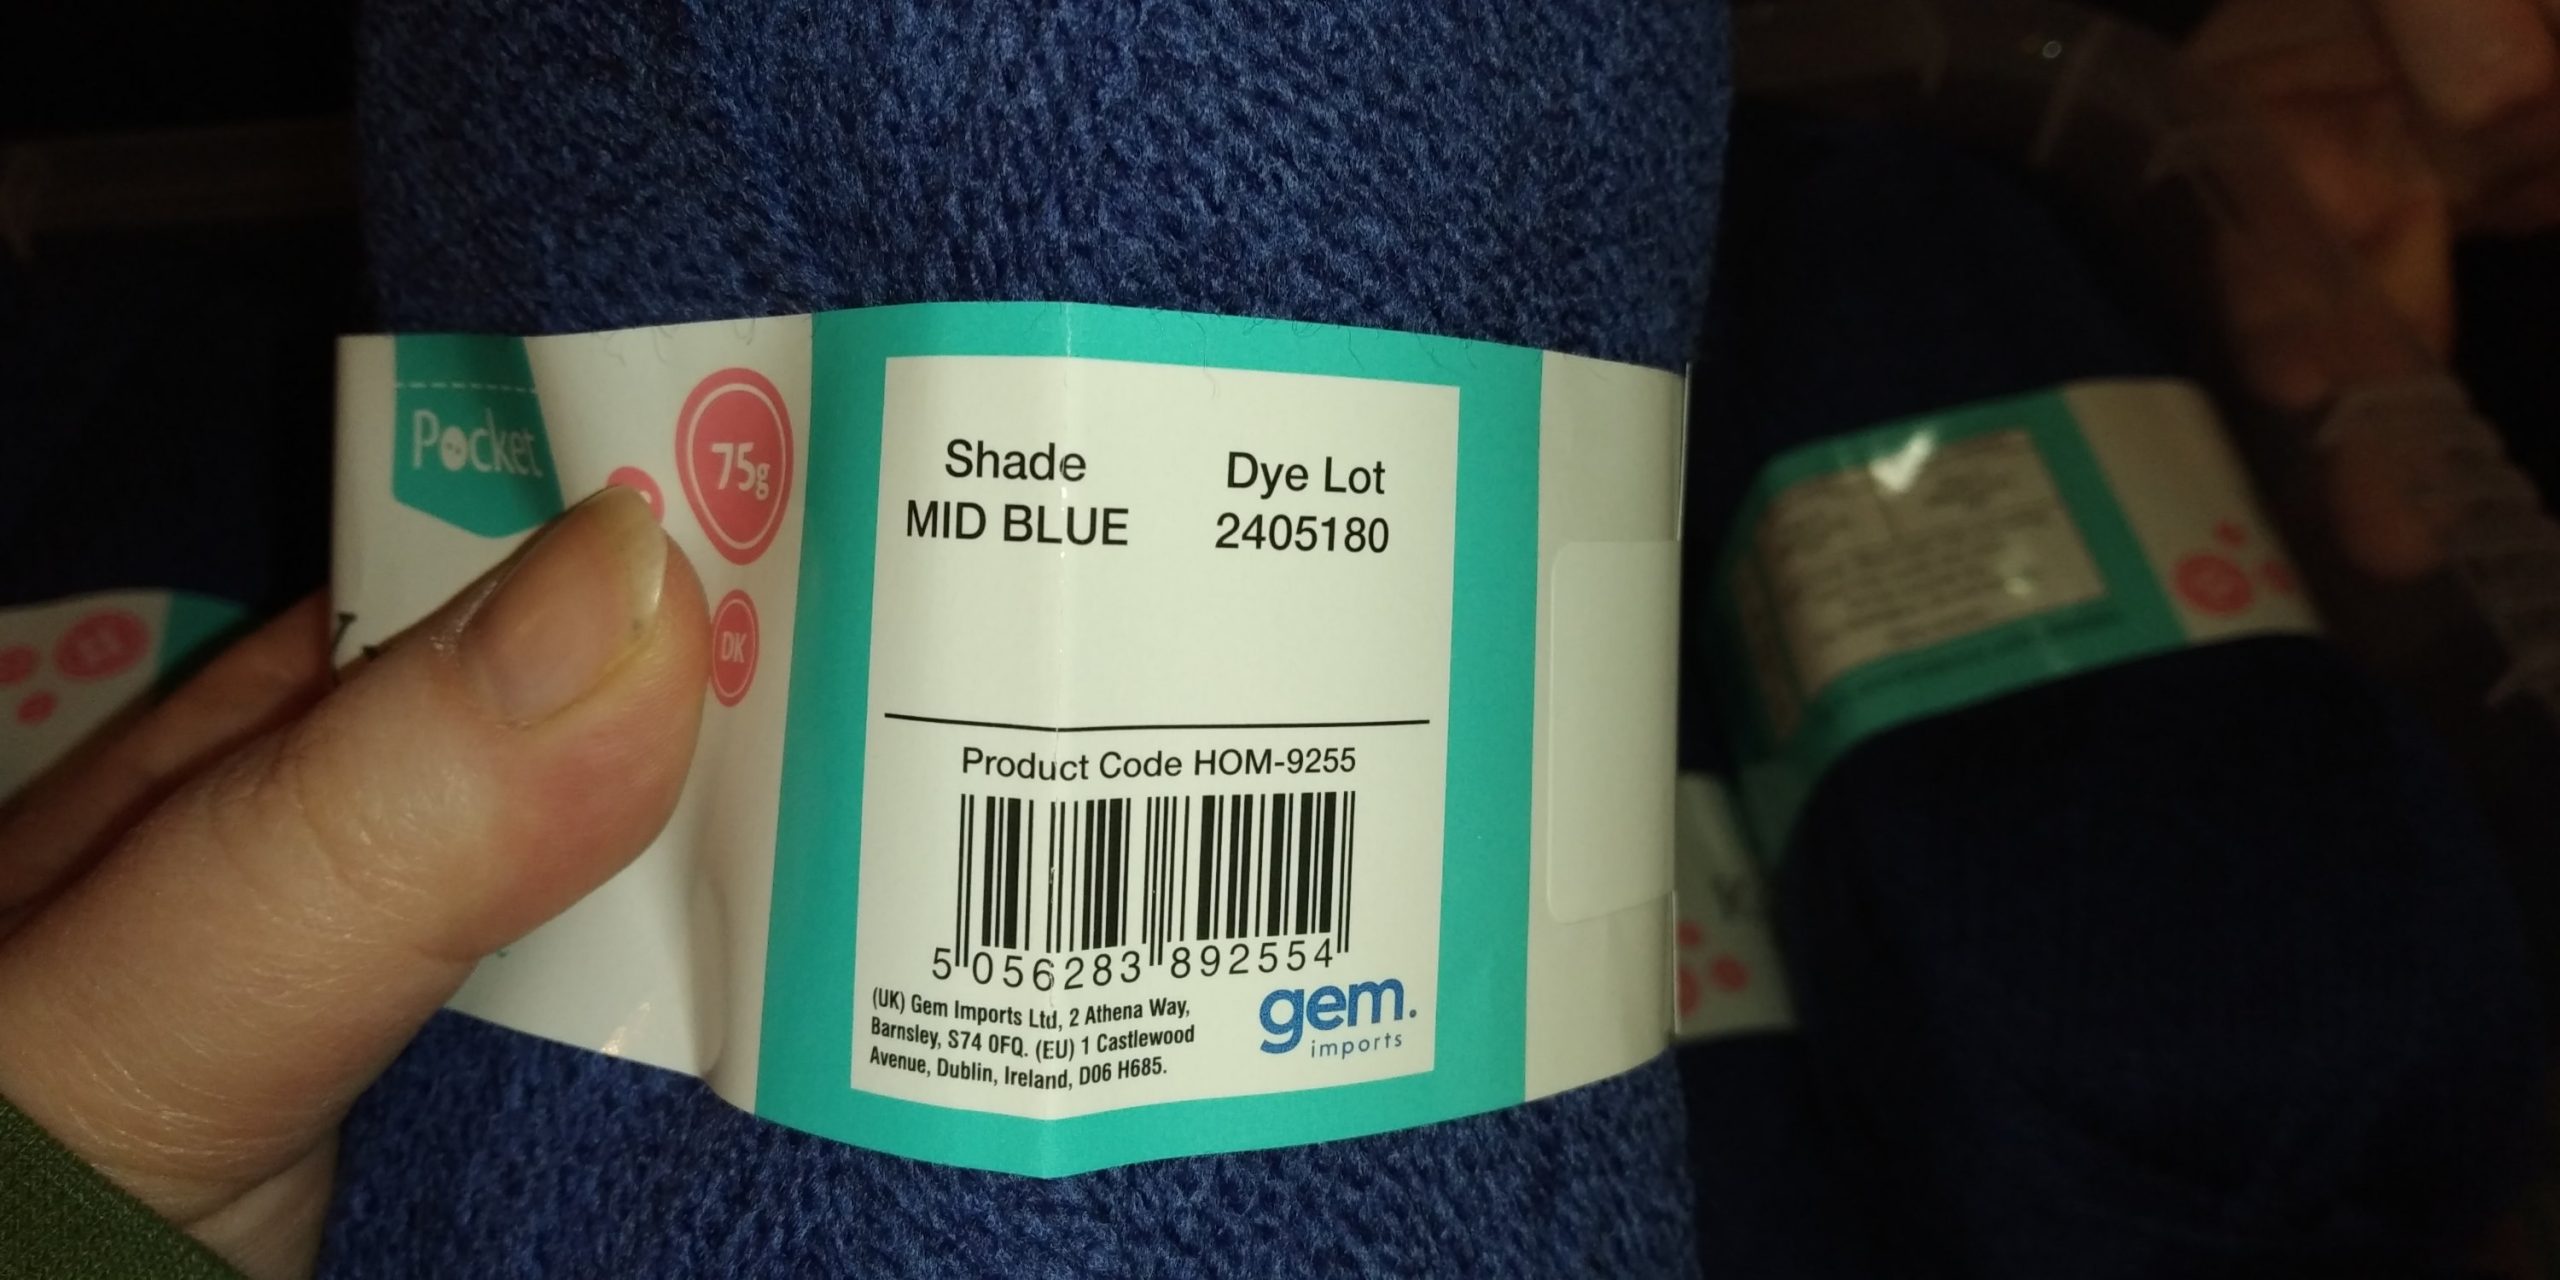 Pocket
75g
DK
Shade
MID BLUE
Dye Lot
2405180
Product Code HOM-9255
5 056283 892554
(UK) Gem Imports Ltd, 2 Athena Way,
Barnsley, S74 0FQ. (EU) 1 Castlewood
Avenue, Dublin, Ireland, D06 H685.
gem.
imports